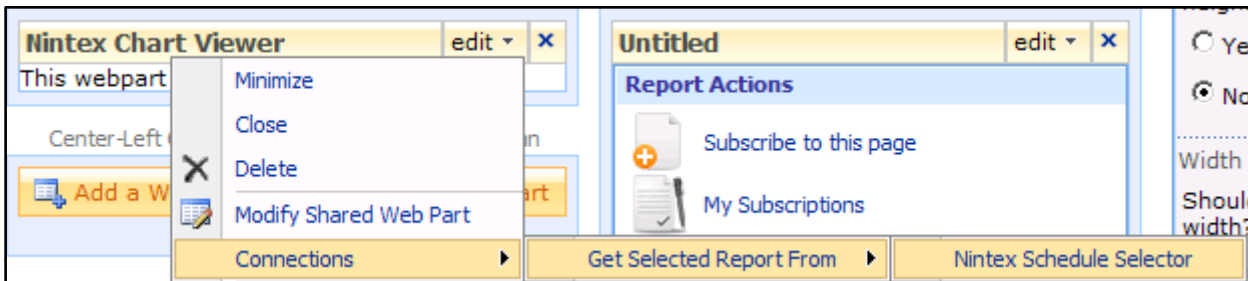 Nintex Chart Viewer edit
This webpart
Minimize
Close
Center-Left
Delete
Add a W
art
Modify Shared Web Part
Connections
Get Selected Report From
Nintex Schedule Selector
Untitled edit
Report Actions
Subscribe to this page
My Subscriptions
Ye
No
Width
Should
width?